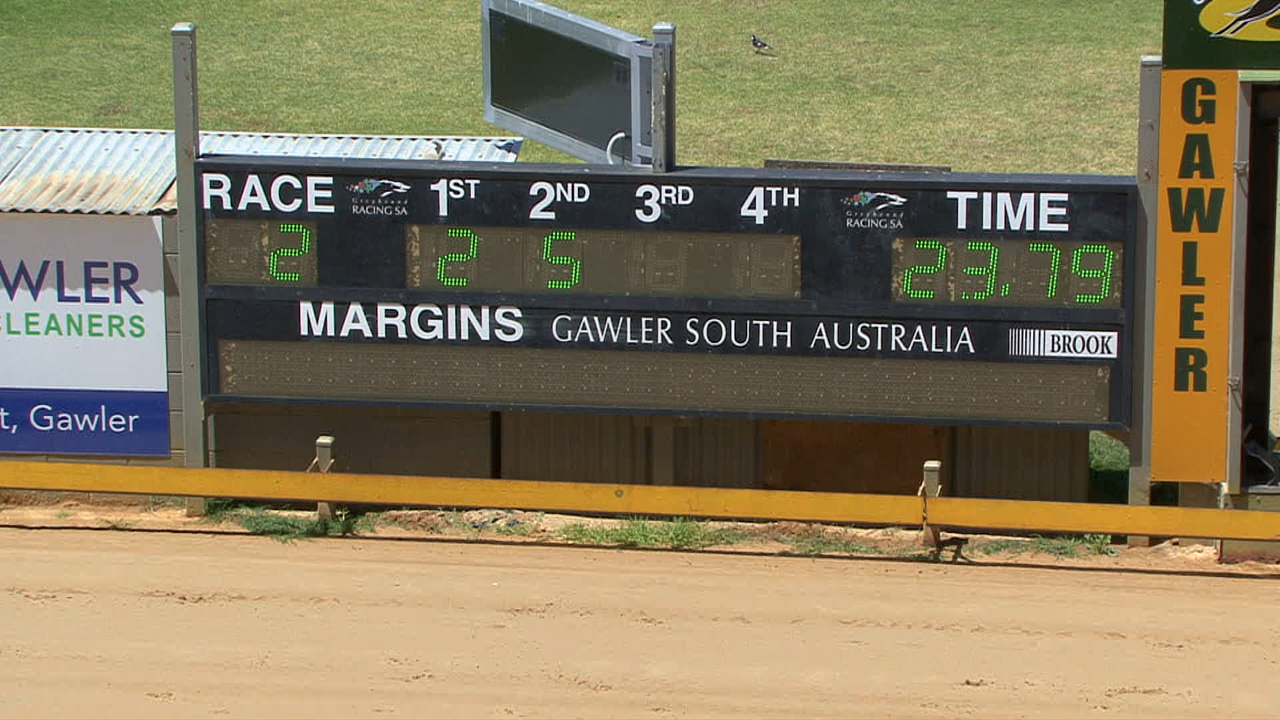 RACE
Greyhound
RACING SA
1ST 2ND 3RD 4TH
Greyhound
RACING SA
TIME
2 2 5 23.79
MARGINS GAWLER SOUTH AUSTRALIA BROOK
WLER
CLEANERS
t, Gawler
GAWLER